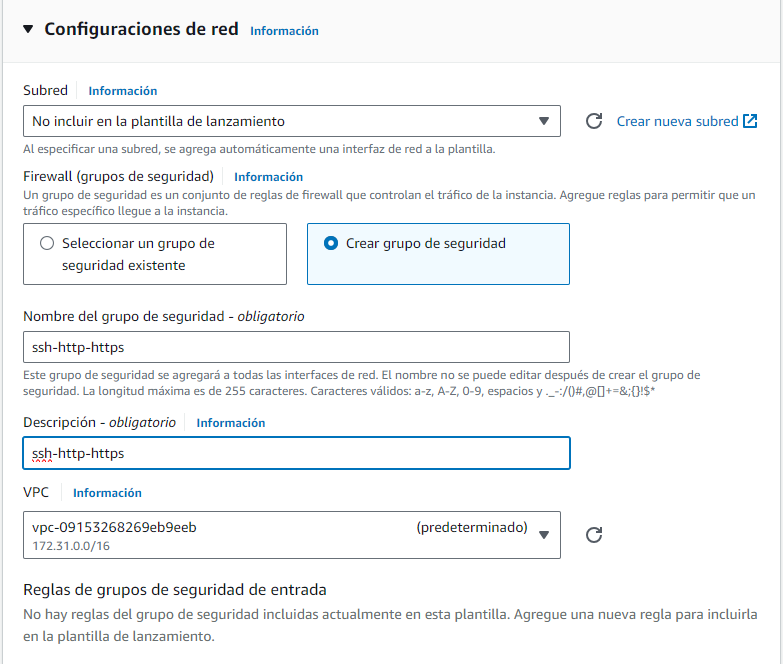 Configuraciones de red Información
Subred Información
No incluir en la plantilla de lanzamiento
Crear nueva subred
Al especificar una subred, se agrega automáticamente una interfaz de red a la plantilla.
Firewall (grupos de seguridad) Información
Un grupo de seguridad es un conjunto de reglas de firewall que controlan el tráfico de la instancia. Agregue reglas para permitir que un
tráfico específico llegue a la instancia.
Seleccionar un grupo de
seguridad existente
Crear grupo de seguridad
Nombre del grupo de seguridad - obligatorio
ssh-http-https
Este grupo de seguridad se agregará a todas las interfaces de red. El nombre no se puede editar después de crear el grupo de
seguridad. La longitud máxima es de 255 caracteres. Caracteres válidos: a-z, A-Z, 0-9, espacios y ._-:/()#,@[]+=&;{}!$*
Descripción - obligatorio Información
ssh-http-https
VPC Información
vpc-09153268269eb9eeb (predeterminado)
172.31.0.0/16
Reglas de grupos de seguridad de entrada
No hay reglas del grupo de seguridad incluidas actualmente en esta plantilla. Agregue una nueva regla para incluirla
en la plantilla de lanzamiento.